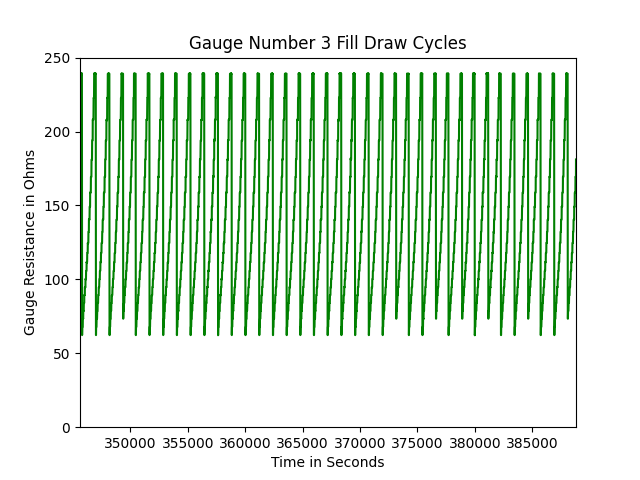 Gauge Number 3 Fill Draw Cycles
250
200
150
100
50
0
Gauge Resistance in Ohms
350000 355000 360000 365000 370000 375000 380000 385000
Time in Seconds